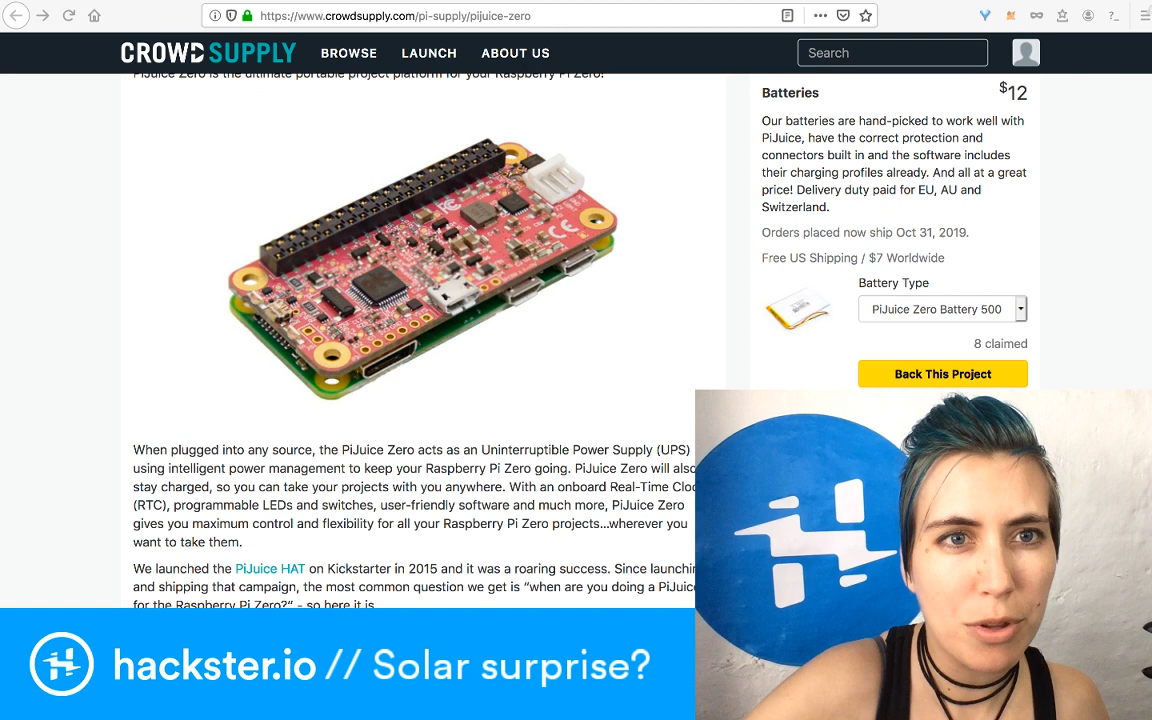 https://www.crowdsupply.com/pi-supply/pijuice-zero
CROWD SUPPLY
BROWSE
LAUNCH
ABOUT US
Search
PiJuice Zero is the ultimate portable project platform for your Raspberry Pi Zero!
FC
CE
When plugged into any source, the PiJuice Zero acts as an Uninterruptible Power Supply (UPS)
using intelligent power management to keep your Raspberry Pi Zero going. PiJuice Zero will also
stay charged, so you can take your projects with you anywhere. With an onboard Real-Time Cloc
(RTC), programmable LEDs and switches, user-friendly software and much more, PiJuice Zero
gives you maximum control and flexibility for all your Raspberry Pi Zero projects...wherever you
want to take them.
We launched the PiJuice HAT on Kickstarter in 2015 and it was a roaring success. Since launchin
and shipping that campaign, the most common question we get is “when are you doing a PiJuice
for the Raspberry Pi Zero?” - so here it is
Batteries
$12
Our batteries are hand-picked to work well with
PiJuice, have the correct protection and
connectors built in and the software includes
their charging profiles already. And all at a great
price! Delivery duty paid for EU, AU and
Switzerland.
Orders placed now ship Oct 31, 2019.
Free US Shipping / $7 Worldwide
Battery Type
PiJuice Zero Battery 500
8 claimed
Back This Project
hackster.io // Solar surprise?